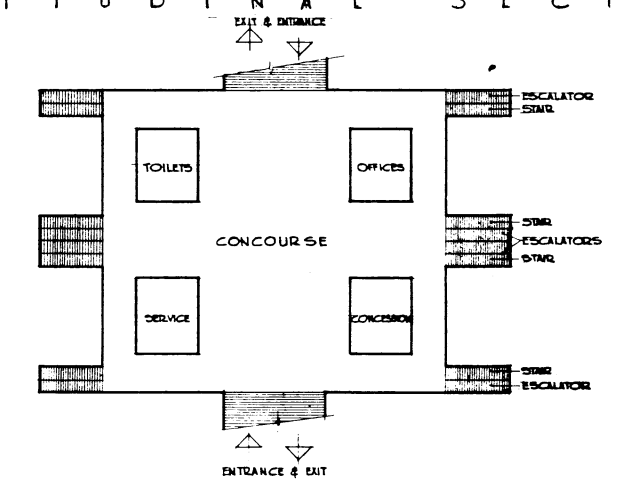 T U D I N A L S E C T
EXIT & ENTRANCE
ESCALATOR
STAIR
TOILETS
OFFICES
STAIR
CONCOURSE
ESCALATORS
STAIR
SERVICE
CONCESSION
STAIR
ESCALATOR
ENTRANCE & EXIT